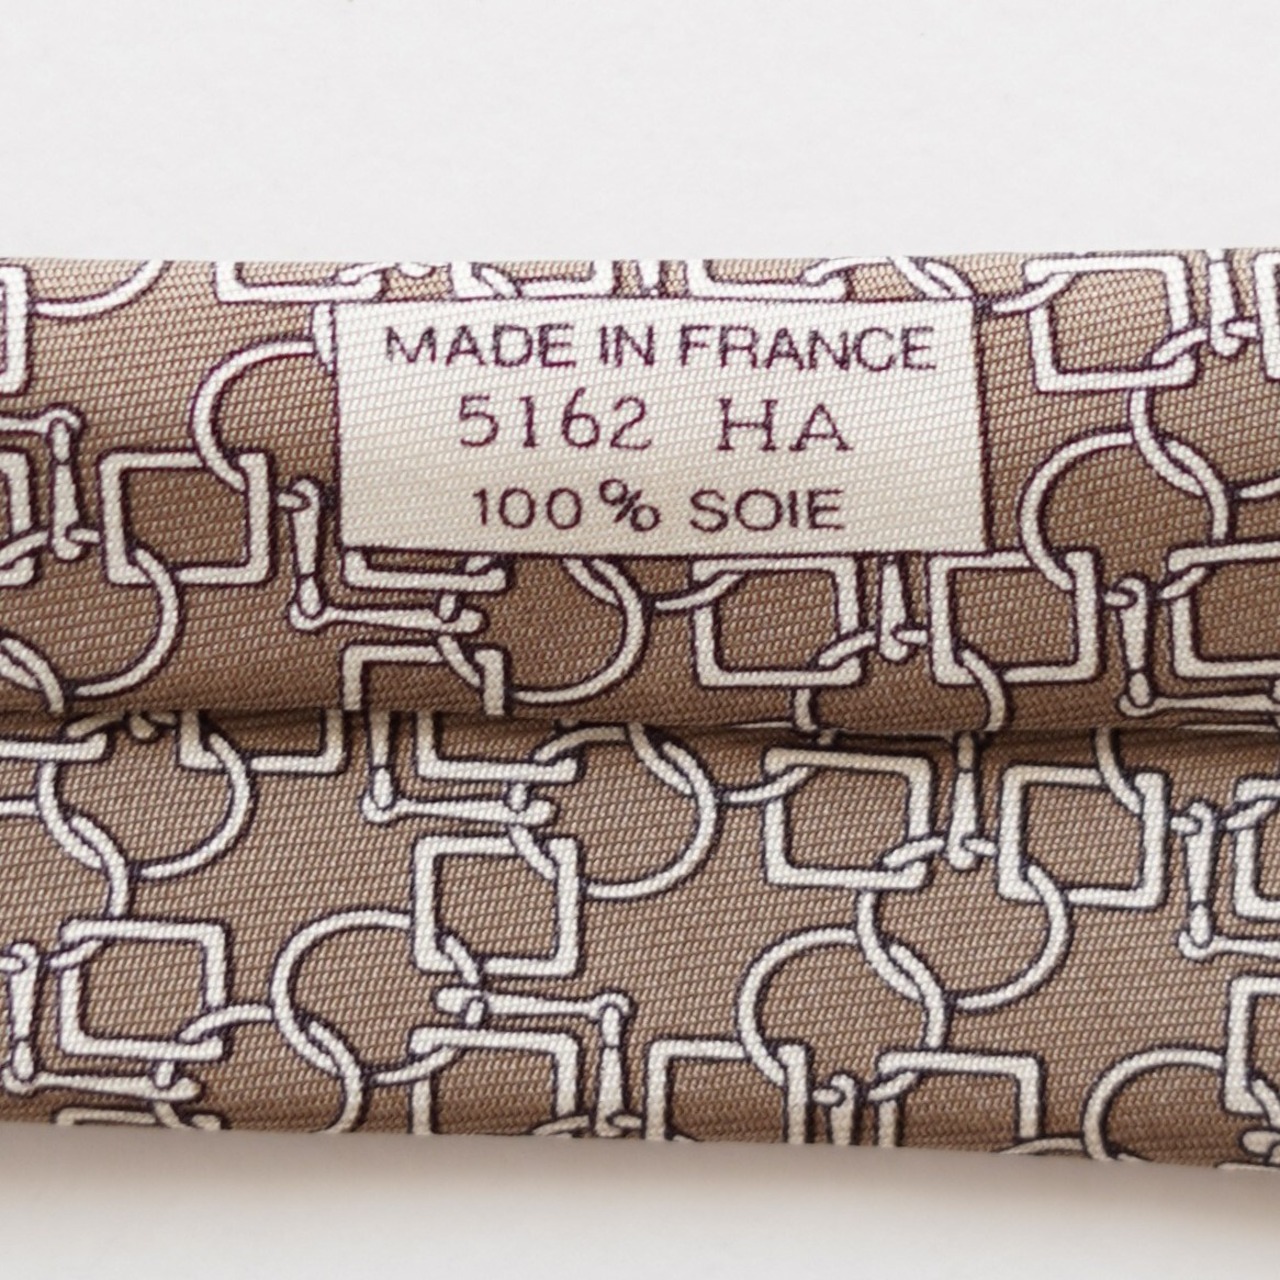 MADE IN FRANCE
5162 HA
100% SOIE